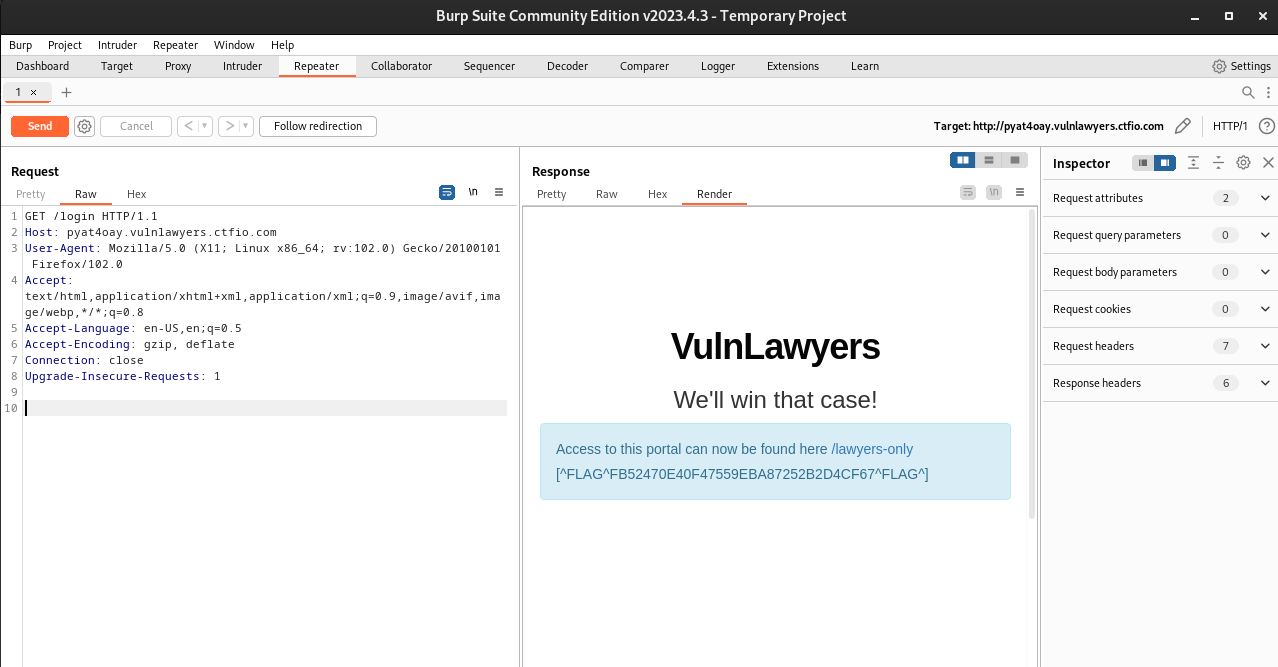 Burp Suite Community Edition v2023.4.3 - Temporary Project
Burp Project Intruder Repeater Window Help
Dashboard Target Proxy Intruder Repeater Collaborator Sequencer Decoder Comparer Logger Extensions Learn Settings
1 × +
Send Cancel < > Follow redirection Target: http://pyat4oay.vulnlawyers.ctfio.com HTTP/1 ?
Request
Pretty Raw Hex \n
1 GET /login HTTP/1.1
2 Host: pyat4oay.vulnlawyers.ctfio.com
3 User-Agent: Mozilla/5.0 (X11; Linux x86_64; rv:102.0) Gecko/20100101
Firefox/102.0
4 Accept:
text/html,application/xhtml+xml,application/xml;q=0.9,image/avif,ima
ge/webp,*/*;q=0.8
5 Accept-Language: en-US,en;q=0.5
6 Accept-Encoding: gzip, deflate
7 Connection: close
8 Upgrade-Insecure-Requests: 1
9
10
Response
Pretty Raw Hex Render \n
VulnLawyers
We'll win that case!
Access to this portal can now be found here /lawyers-only
[^FLAG^FB52470E40F47559EBA87252B2D4CF67^FLAG^]
Inspector
Request attributes 2
Request query parameters 0
Request body parameters 0
Request cookies 0
Request headers 7
Response headers 6